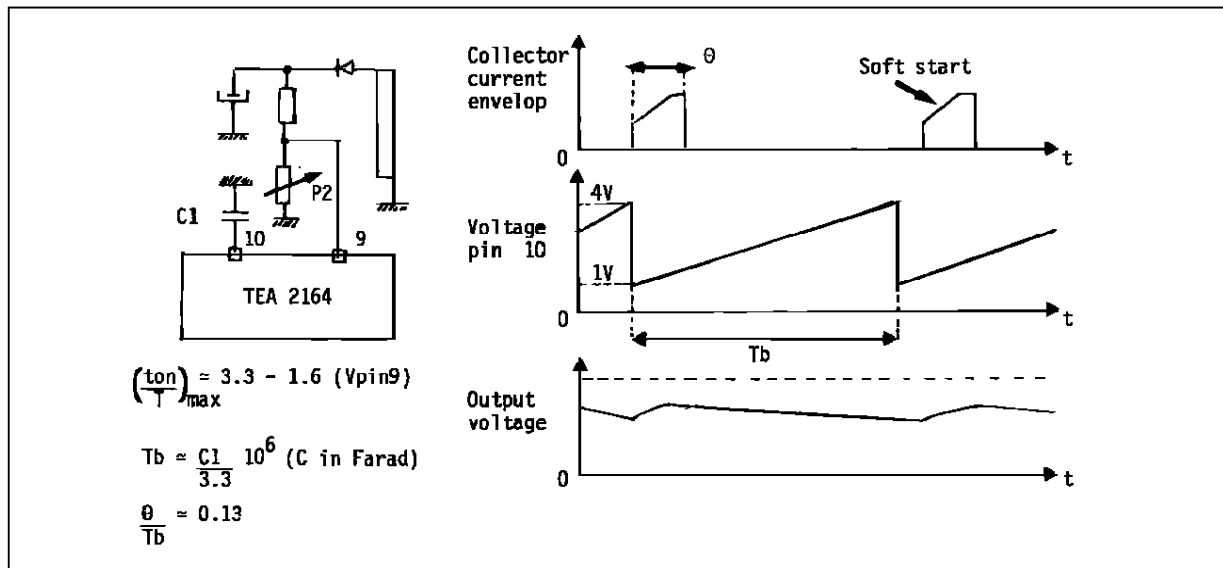 C1
10
9
P2
TEA 2164
(ton/T)max ≃ 3.3 - 1.6 (Vpin9)
Tb ≃ C1/3.3 10^6 (C in Farad)
θ/Tb ≃ 0.13
Collector
current
envelop
θ
Soft start
0
t
Voltage
pin 10
4V
1V
0
t
Tb
Output
voltage
0
t